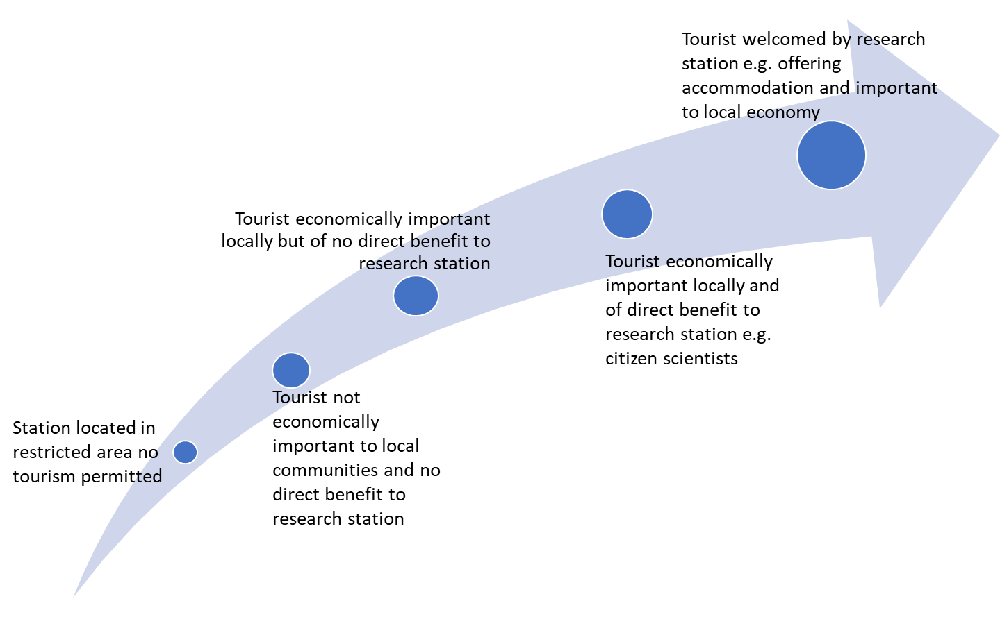 Tourist welcomed by research
station e.g. offering
accommodation and important
to local economy
Tourist economically important
locally but of no direct benefit to
research station
Tourist economically
important locally and
of direct benefit to
research station e.g.
citizen scientists
Tourist not
economically
important to local
communities and no
direct benefit to
research station
Station located in
restricted area no
tourism permitted